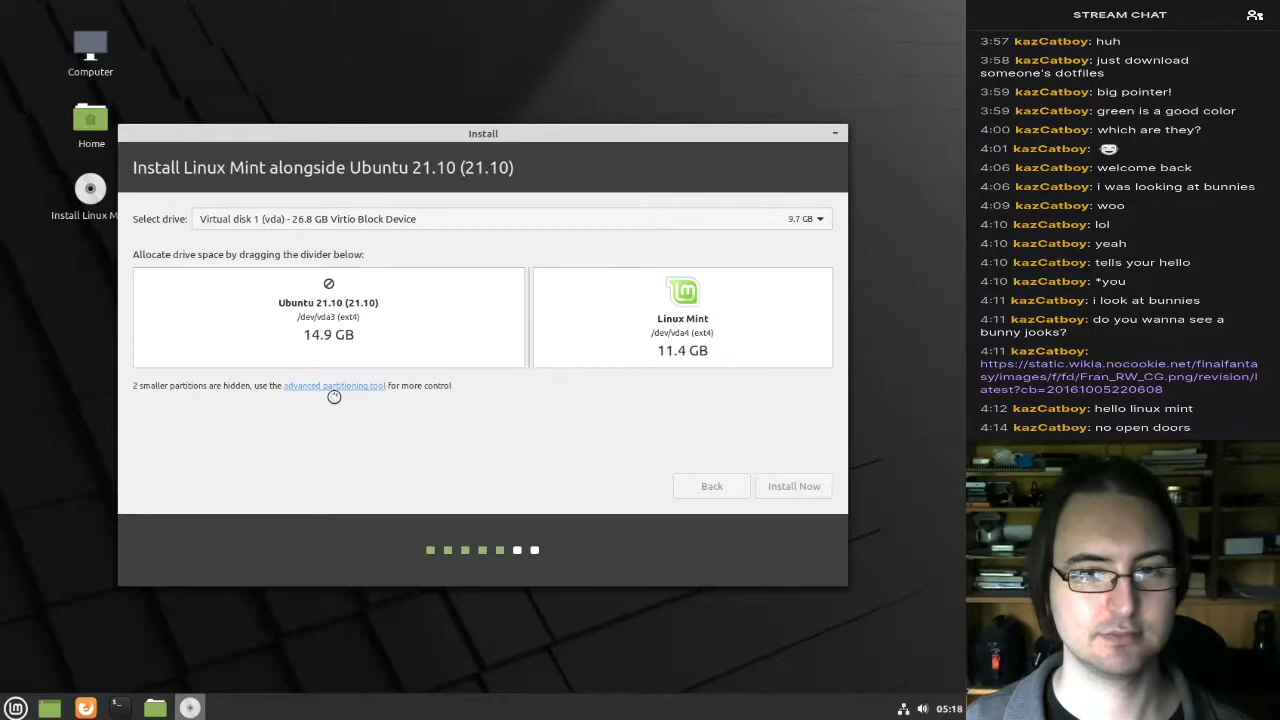 Computer
Home
Install Linux M
Install
Install Linux Mint alongside Ubuntu 21.10 (21.10)
Select drive:
Virtual disk 1 (vda) - 26.8 GB Virtio Block Device
9.7 GB
Allocate drive space by dragging the divider below:
Ubuntu 21.10 (21.10)
/dev/vda3 (ext4)
14.9 GB
Linux Mint
/dev/vda4 (ext4)
11.4 GB
2 smaller partitions are hidden, use the advanced partitioning tool for more control
Back
Install Now
05:18
STREAM CHAT
3:57 kazCatboy: huh
3:58 kazCatboy: just download
someone's dotfiles
3:59 kazCatboy: big pointer!
3:59 kazCatboy: green is a good color
4:00 kazCatboy: which are they?
4:01 kazCatboy:
4:06 kazCatboy: welcome back
4:06 kazCatboy: i was looking at bunnies
4:09 kazCatboy: woo
4:10 kazCatboy: lol
4:10 kazCatboy: yeah
4:10 kazCatboy: tells your hello
4:10 kazCatboy: *you
4:11 kazCatboy: i look at bunnies
4:11 kazCatboy: do you wanna see a
bunny jooks?
4:11 kazCatboy:
https://static.wikia.nocookie.net/finalfanta
sy/images/f/fd/Fran_RW_CG.png/revision/l
atest?cb=20161005220608
4:12 kazCatboy: hello linux mint
4:14 kazCatboy: no open doors